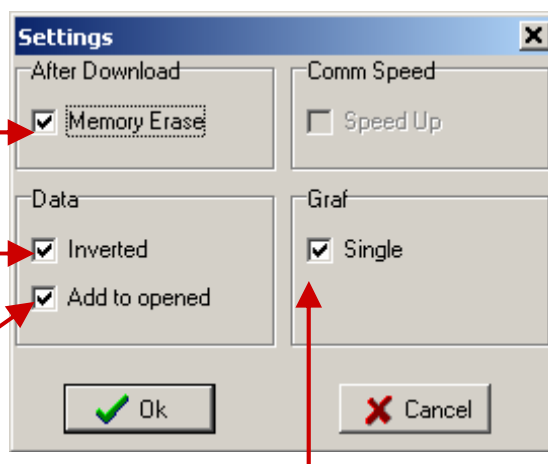 Settings
After Download
Comm Speed
Memory Erase
Speed Up
Data
Graf
Inverted
Single
Add to opened
Ok
Cancel